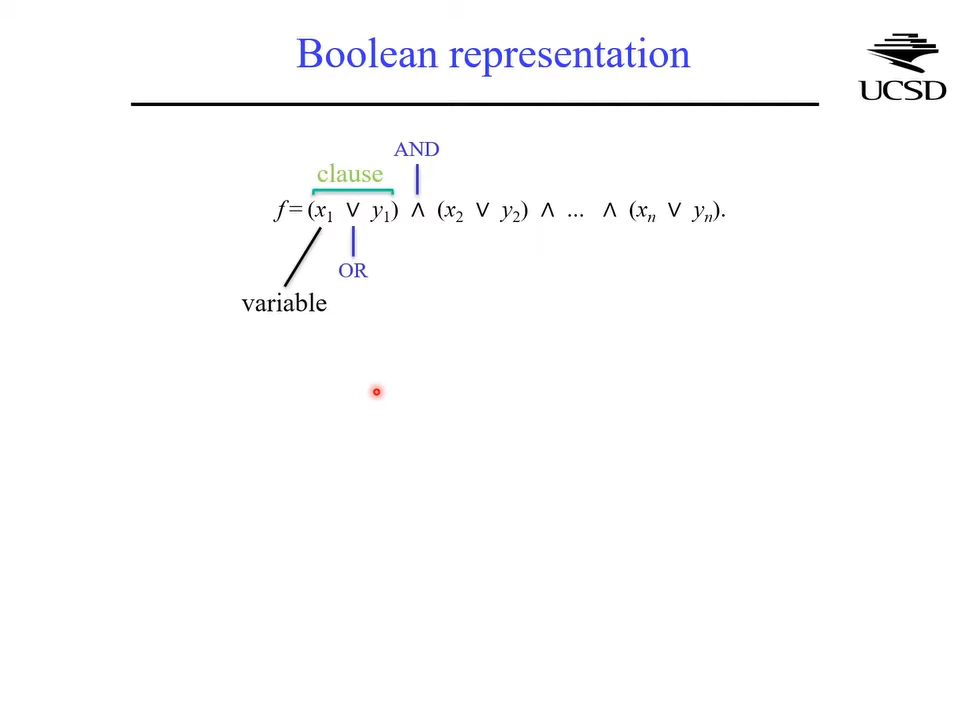 Boolean representation
UCSD
AND
clause
f = (x₁ ∨ y₁) ∧ (x₂ ∨ y₂) ∧ ... ∧ (xₙ ∨ yₙ).
OR
variable